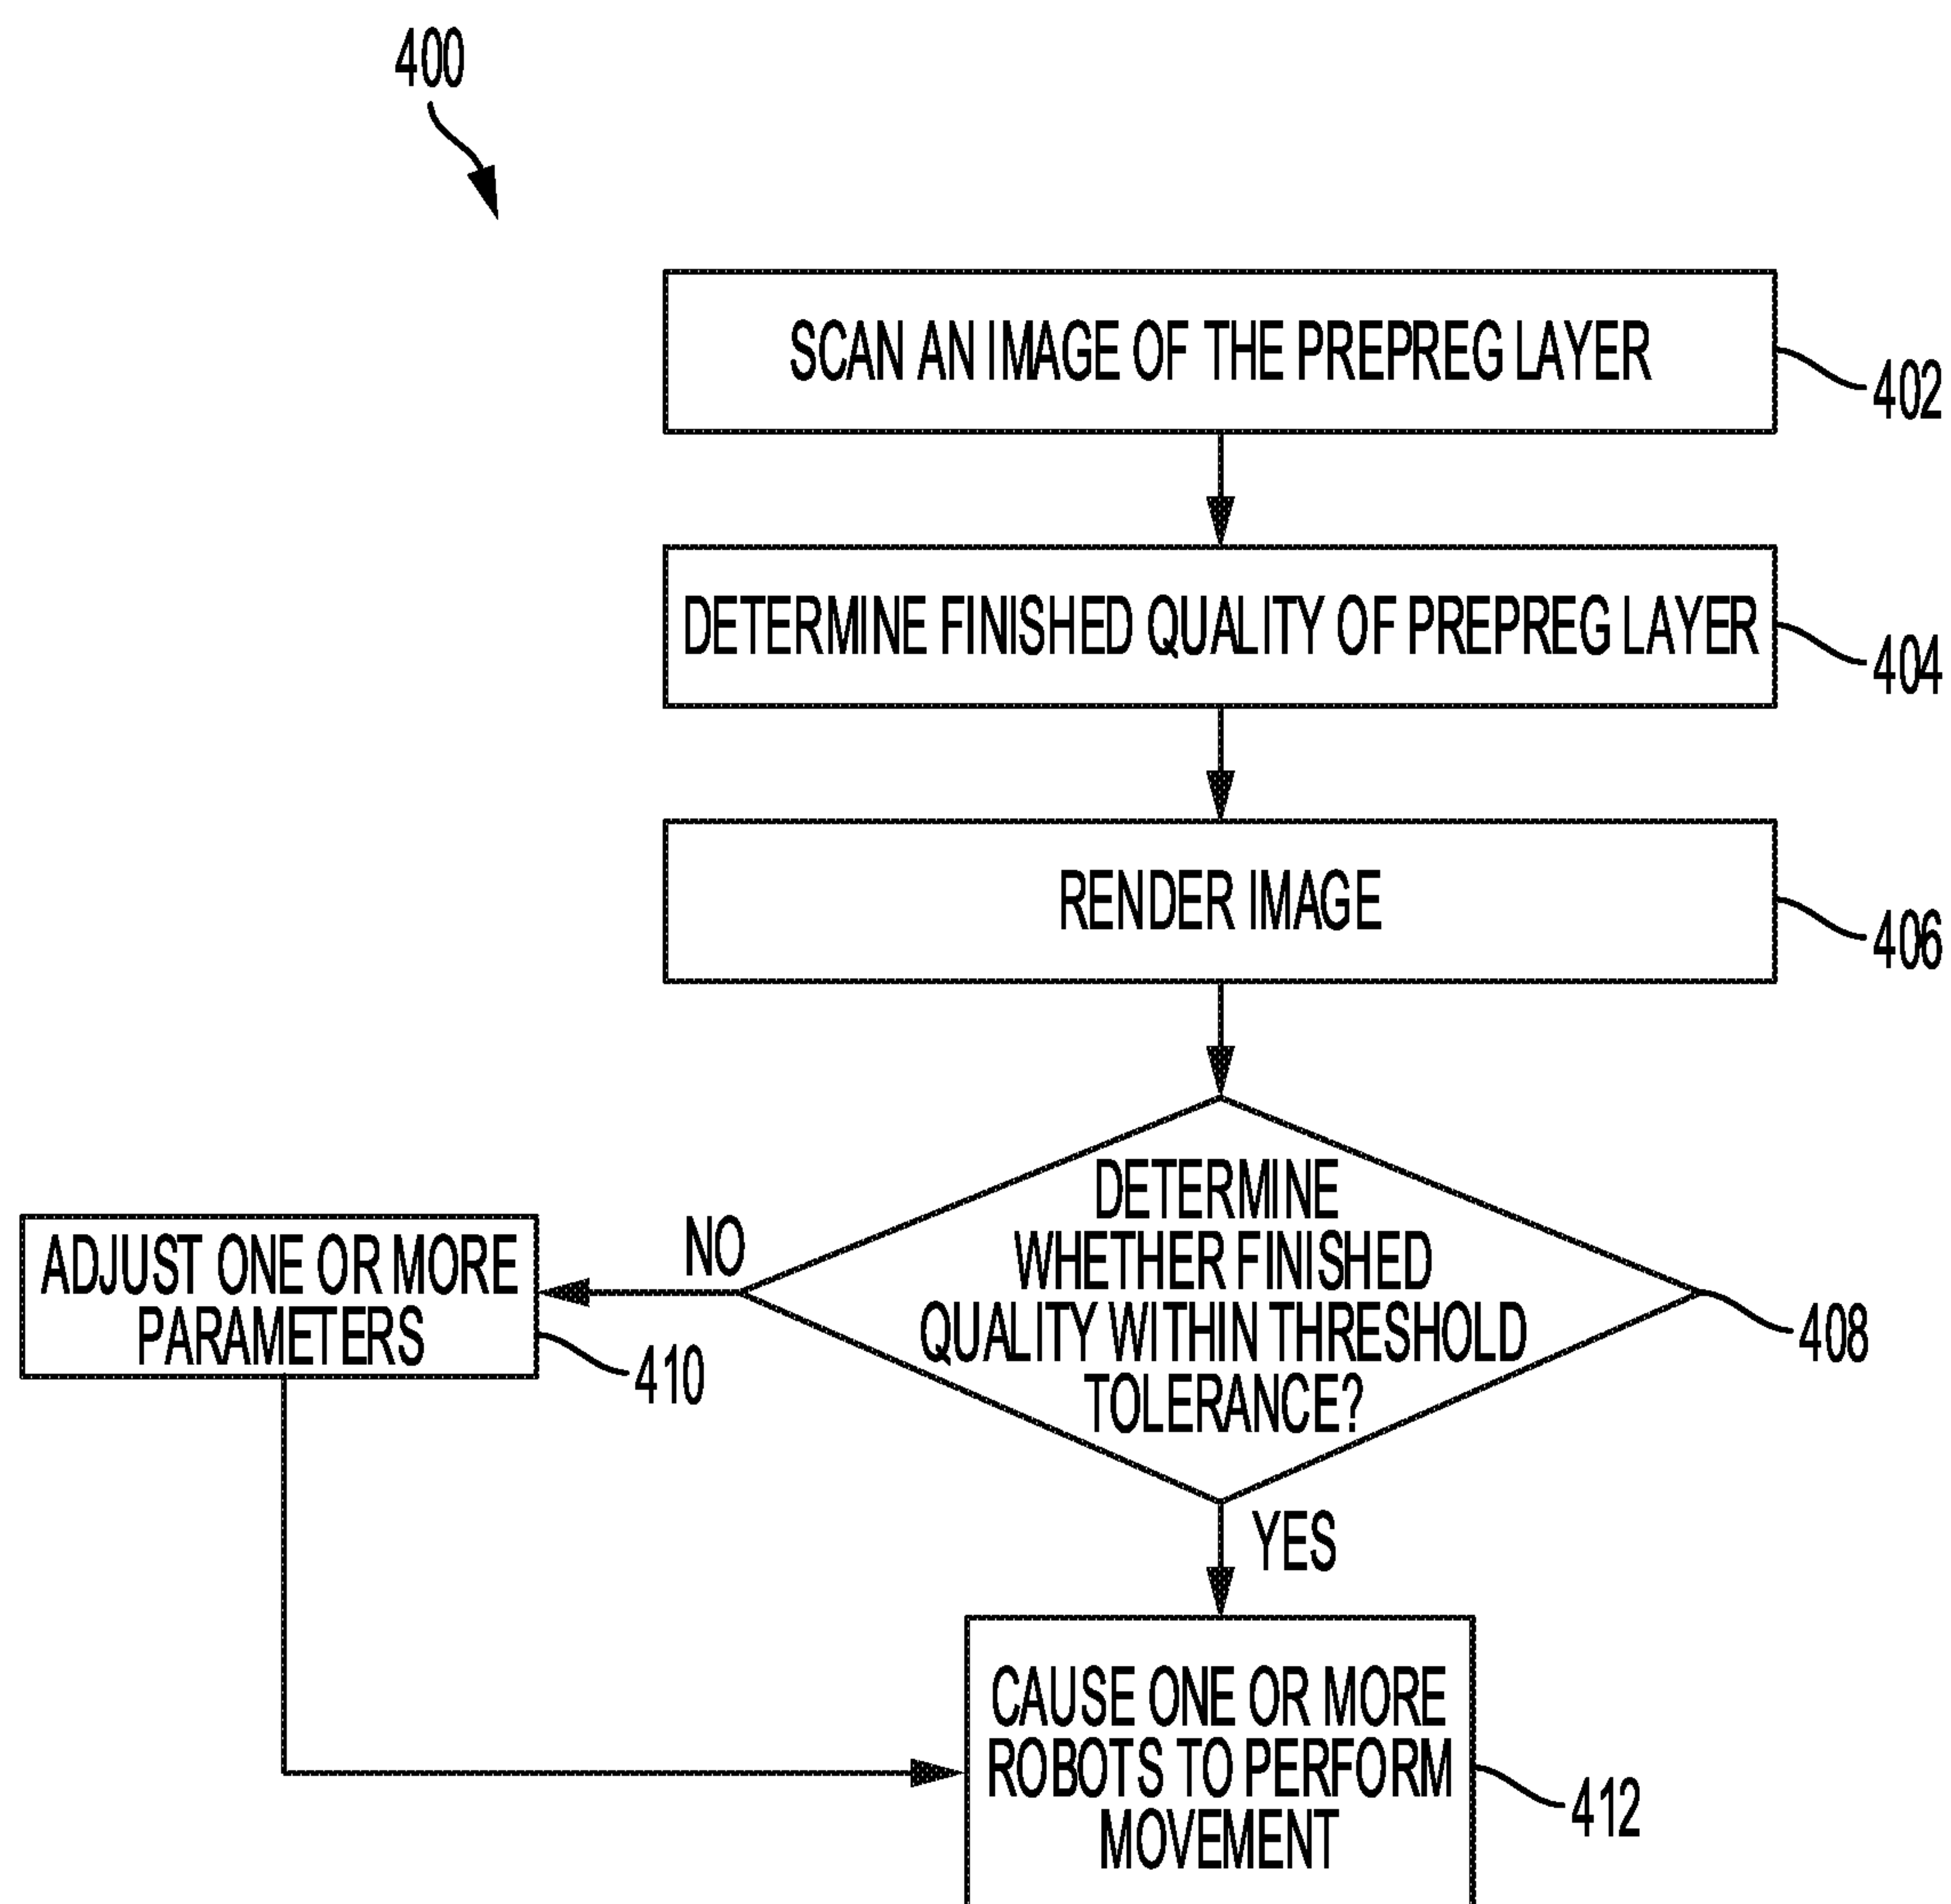 400
SCAN AN IMAGE OF THE PREPREG LAYER
402
DETERMINE FINISHED QUALITY OF PREPREG LAYER
404
RENDER IMAGE
406
DETERMINE
WHETHER FINISHED
QUALITY WITHIN THRESHOLD
TOLERANCE?
408
NO
ADJUST ONE OR MORE
PARAMETERS
410
YES
CAUSE ONE OR MORE
ROBOTS TO PERFORM
MOVEMENT
412